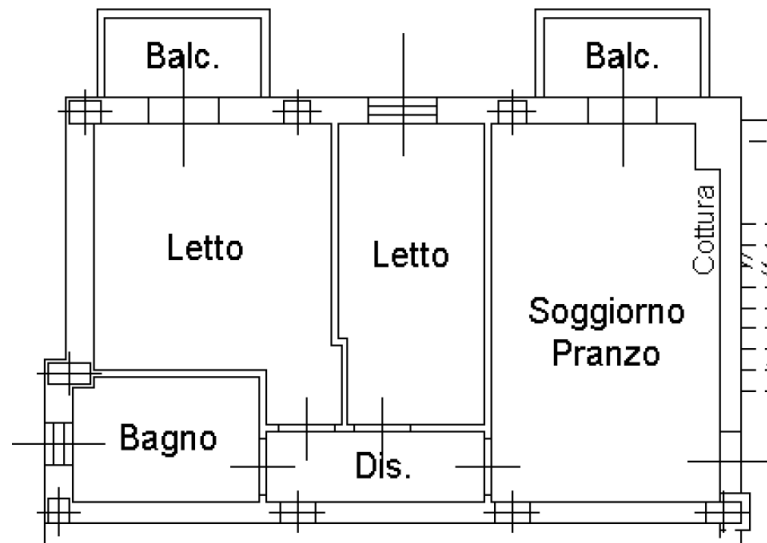 Balc.
Balc.
Letto
Letto
Cottura
Soggiorno
Pranzo
Bagno
Dis.